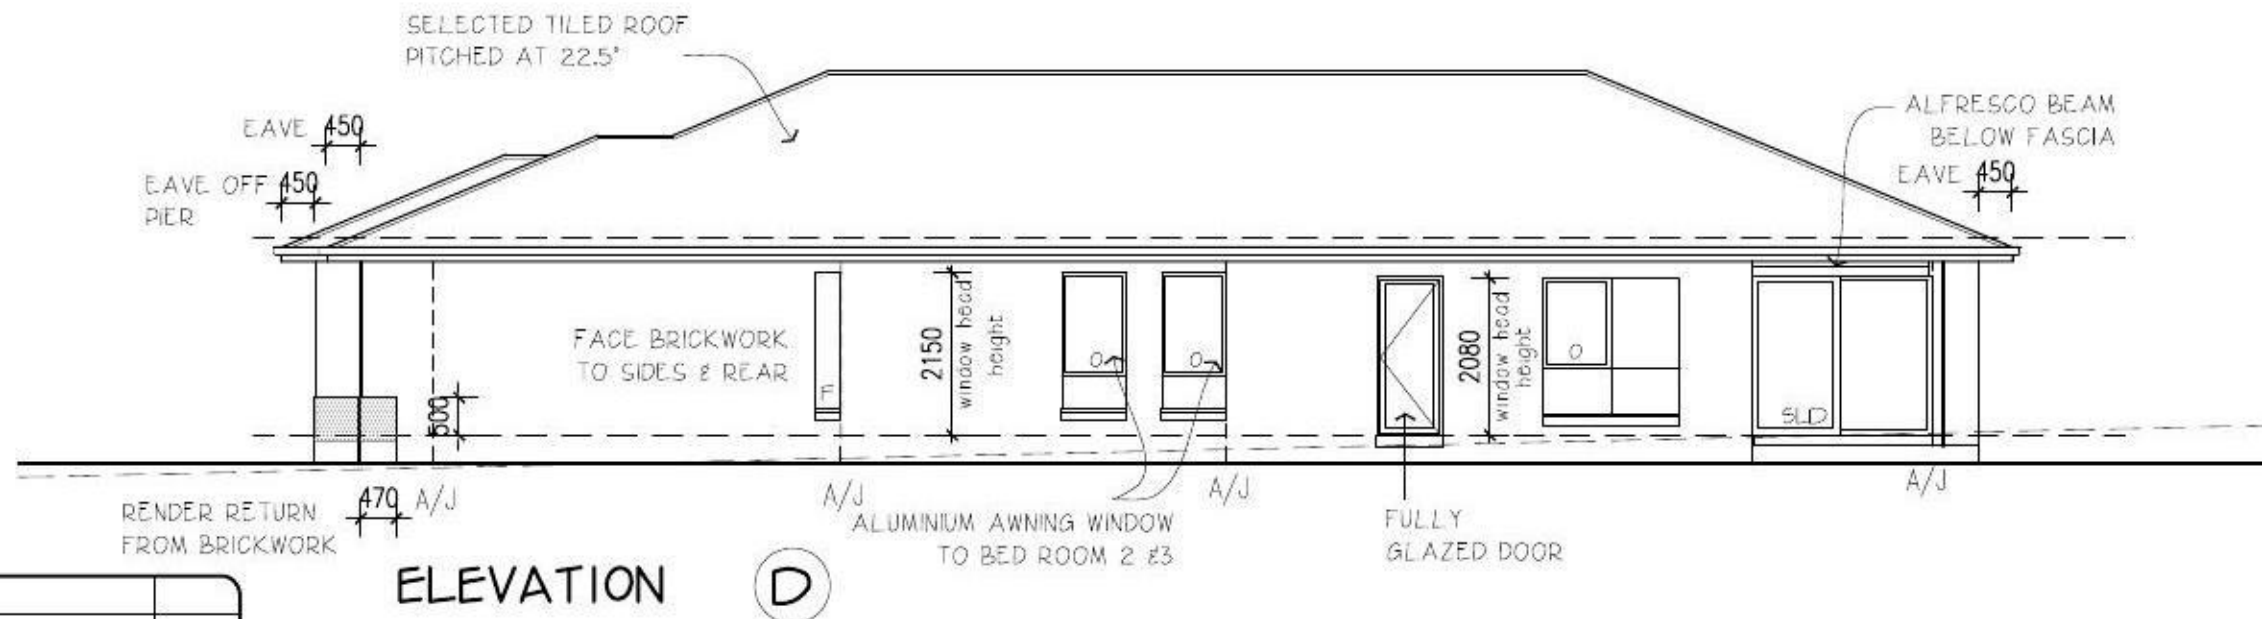 SELECTED TILED ROOF
PITCHED AT 22.5°
EAVE 450
EAVE OFF 450
PIER
ALFRESCO BEAM
BELOW FASCIA
EAVE 450
FACE BRICKWORK
TO SIDES & REAR
F
2150
window head
height
O
O
2080
window head
height
O
SLD
600
A/J
A/J
A/J
A/J
RENDER RETURN
FROM BRICKWORK
470
ALUMINIUM AWNING WINDOW
TO BED ROOM 2 &3
FULLY
GLAZED DOOR
ELEVATION D